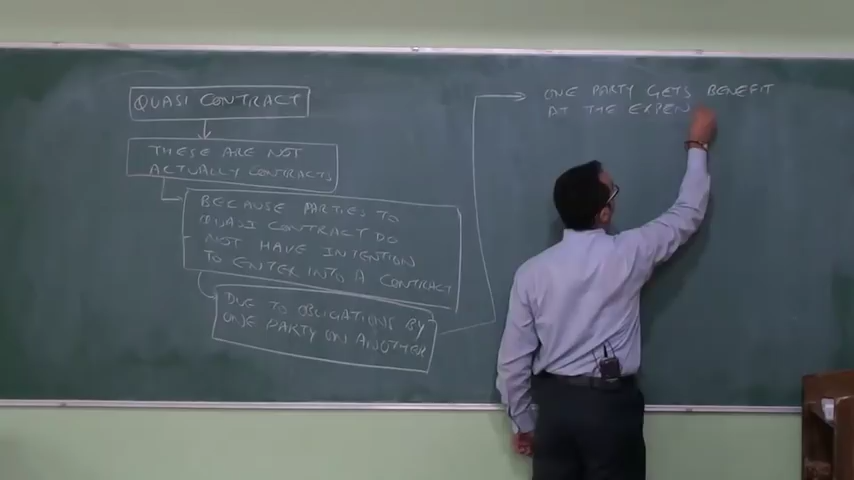 QUASI CONTRACT
THESE ARE NOT
ACTUALLY CONTRACTS
BECAUSE PARTIES TO
QUASI CONTRACT DO
NOT HAVE INTENTION
TO ENTER INTO A CONTRACT
DUE TO OBLIGATIONS BY
ONE PARTY ON ANOTHER
ONE PARTY GETS BENEFIT
AT THE EXPEN